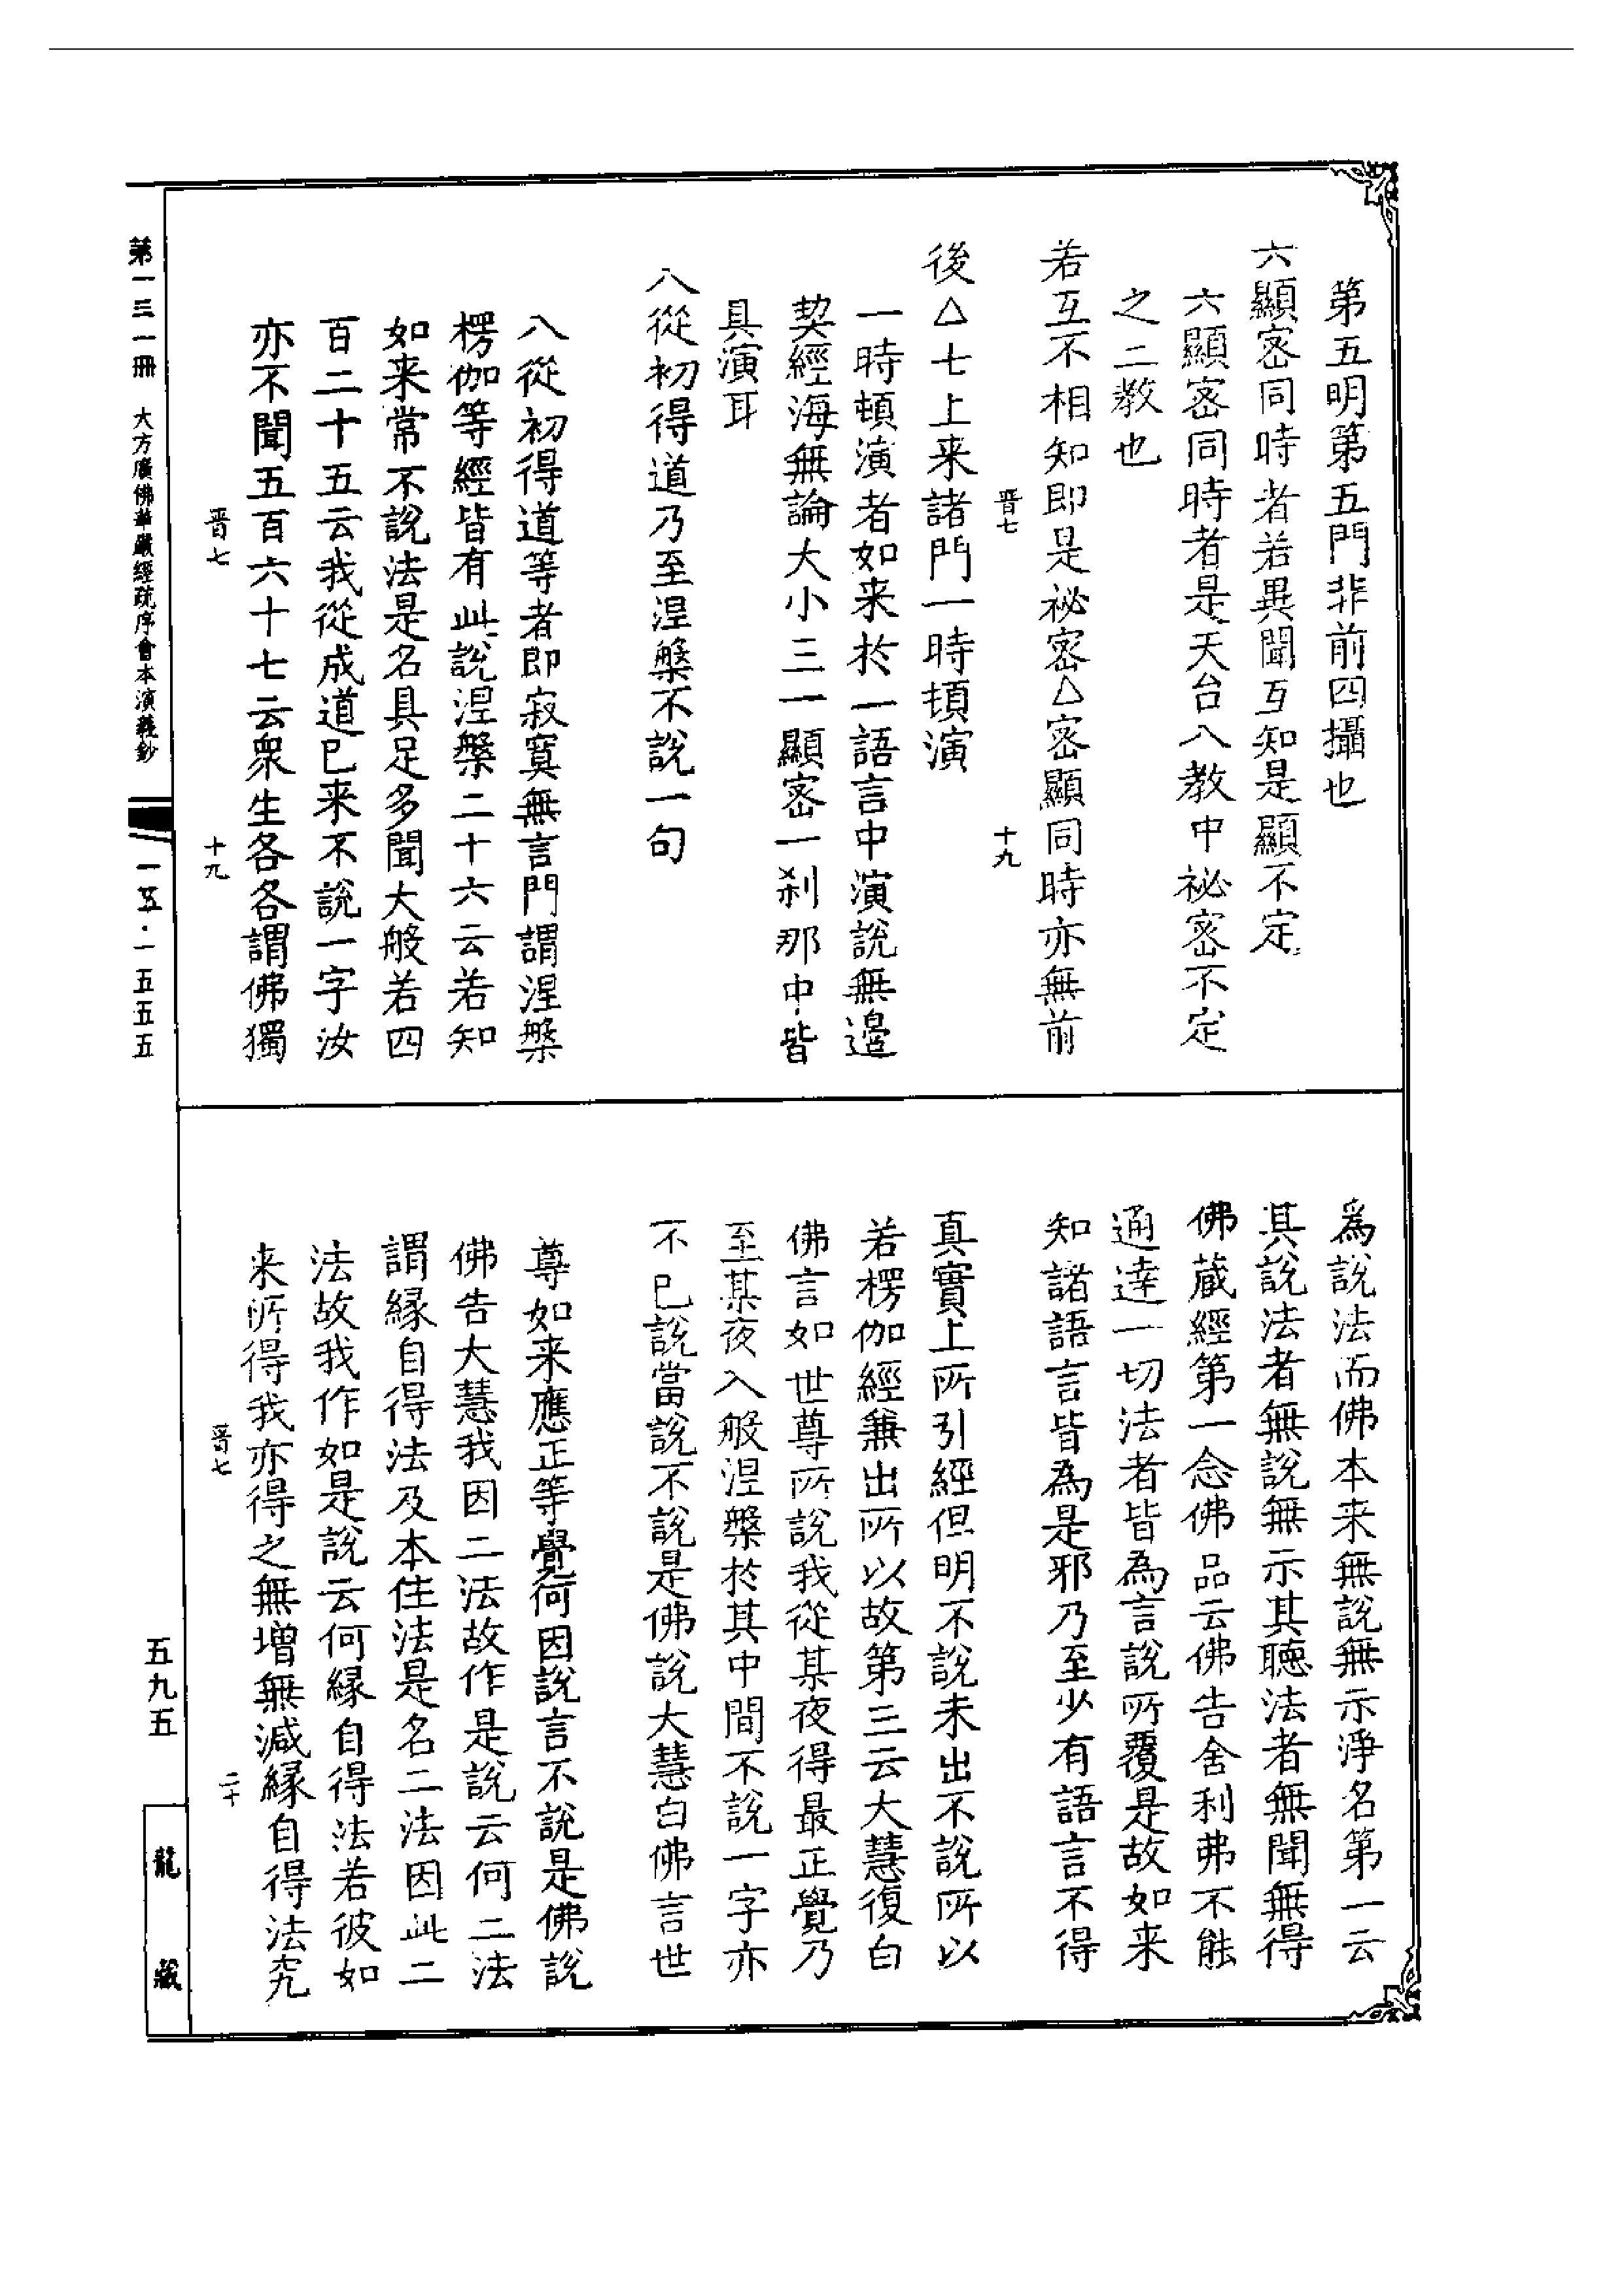 第五明第五門非前四攝也
六顯密同時者若異聞互知是顯不定
六顯密同時者是天台八教中祕密不定
之二教也
若互不相知即是祕密△密顯同時亦無前
晋七 十九
後△七上来諸門一時頓演
一時頓演者如来於一語言中演說無邉
契經海無論大小三一顯密一刹那中皆
具演耳
八從初得道乃至涅槃不說一句
八從初得道等者即寂寞無言門謂涅槃
楞伽等經皆有此說涅槃二十六云若知
如来常不說法是名具足多聞大般若四
百二十五云我從成道已来不說一字汝
亦不聞五百六十七云衆生各各謂佛獨
晋七 十九
為說法而佛本来無說無示淨名第一云
其說法者無說無示其聽法者無聞無得
佛蔵經第一念佛品云佛告舍利弗不能
通達一切法者皆為言說所覆是故如来
知諸語言皆為是邪乃至少有語言不得
真實上所引經但明不說未出不說所以
若楞伽經兼出所以故第三云大慧復白
佛言如世尊所說我從某夜得最正覺乃
至某夜入般涅槃於其中間不說一字亦
不已說當說不說是佛說大慧白佛言世
尊如来應正等覺何因說言不說是佛說
佛告大慧我因二法故作是說云何二法
謂緣自得法及本住法是名二法因此二
法故我作如是說云何緣自得法若彼如
来所得我亦得之無增無減緣自得法究
晋七 二十
第一三一冊 大方廣佛華嚴經疏序會本演義鈔
一五·一五五五
五九五
龍藏